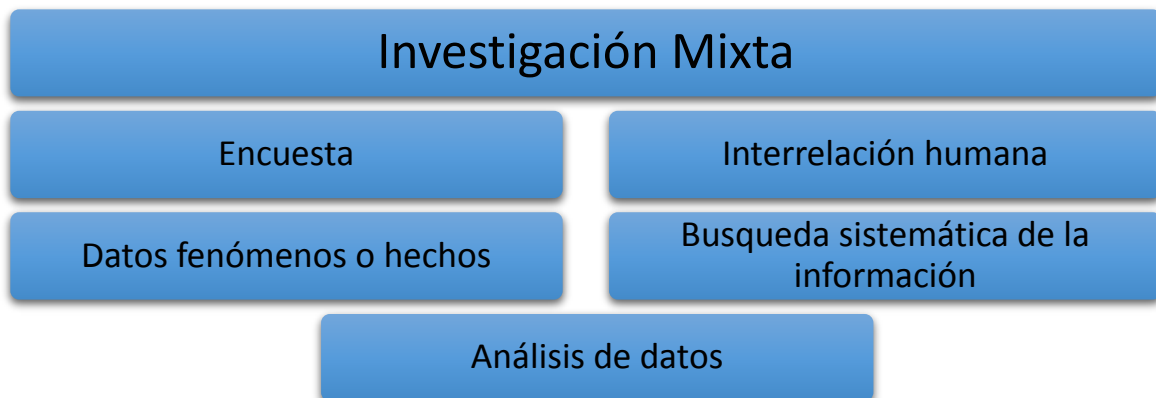 Investigación Mixta
Encuesta
Interrelación humana
Datos fenómenos o hechos
Busqueda sistemática de la
información
Análisis de datos